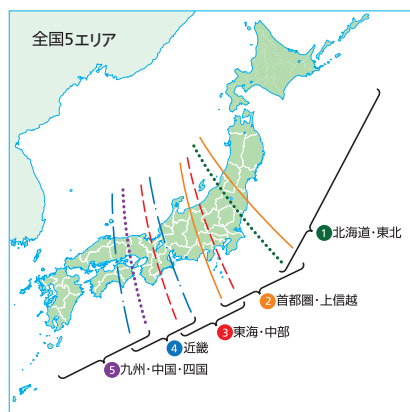 全国5エリア
1 北海道・東北
2 首都圏・上信越
3 東海・中部
4 近畿
5 九州・中国・四国